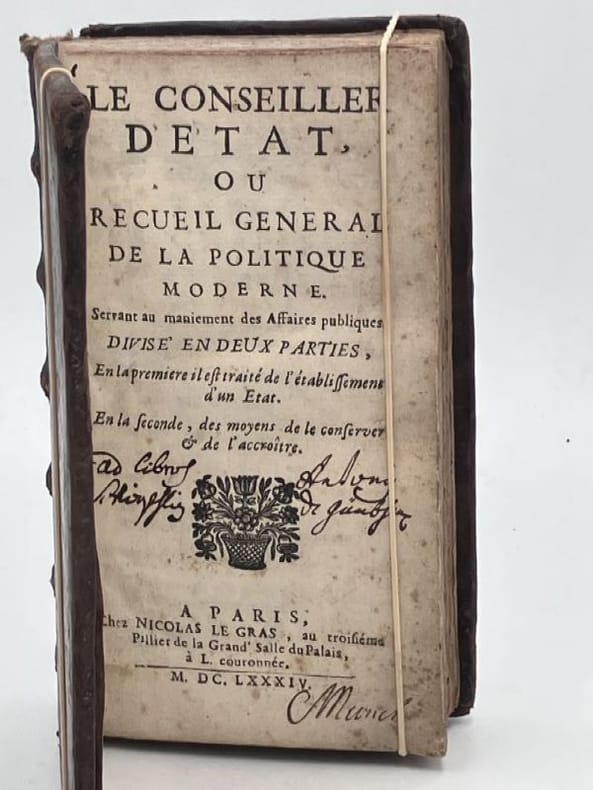 LE CONSEILLER
D'ETAT,
OU
RECUEIL GENERAL
DE LA POLITIQUE
MODERNE.
Servant au maniement des Affaires publiques
DIVISE' EN DEUX PARTIES,
En la premiere il est traité de l'établissement
d'un Etat.
En la seconde, des moyens de le conserver
& de l'accroître.
ad libros
A PARIS,
Chez NICOLAS LE GRAS, au troisiéme
Pillier de la Grand' Salle du Palais,
à L. couronnée.
M. DC. LXXXIV.